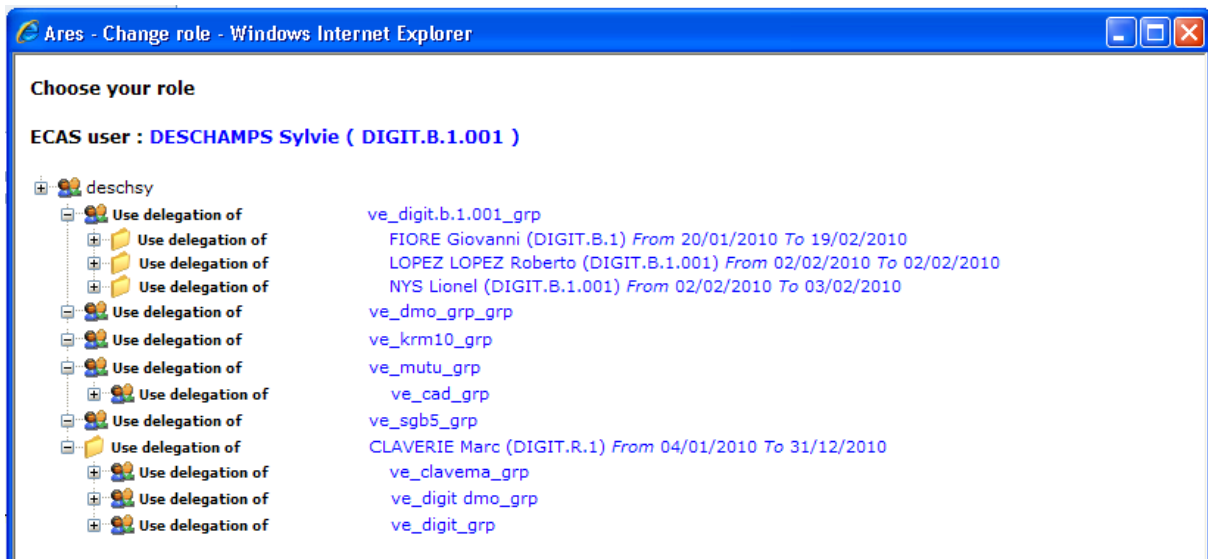 Ares - Change role - Windows Internet Explorer
Choose your role
ECAS user : DESCHAMPS Sylvie ( DIGIT.B.1.001 )
deschsy
Use delegation of ve_digit.b.1.001_grp
Use delegation of FIORE Giovanni (DIGIT.B.1) From 20/01/2010 To 19/02/2010
Use delegation of LOPEZ LOPEZ Roberto (DIGIT.B.1.001) From 02/02/2010 To 02/02/2010
Use delegation of NYS Lionel (DIGIT.B.1.001) From 02/02/2010 To 03/02/2010
Use delegation of ve_dmo_grp_grp
Use delegation of ve_krm10_grp
Use delegation of ve_mutu_grp
Use delegation of ve_cad_grp
Use delegation of ve_sgb5_grp
Use delegation of CLAVERIE Marc (DIGIT.R.1) From 04/01/2010 To 31/12/2010
Use delegation of ve_clavema_grp
Use delegation of ve_digit dmo_grp
Use delegation of ve_digit_grp